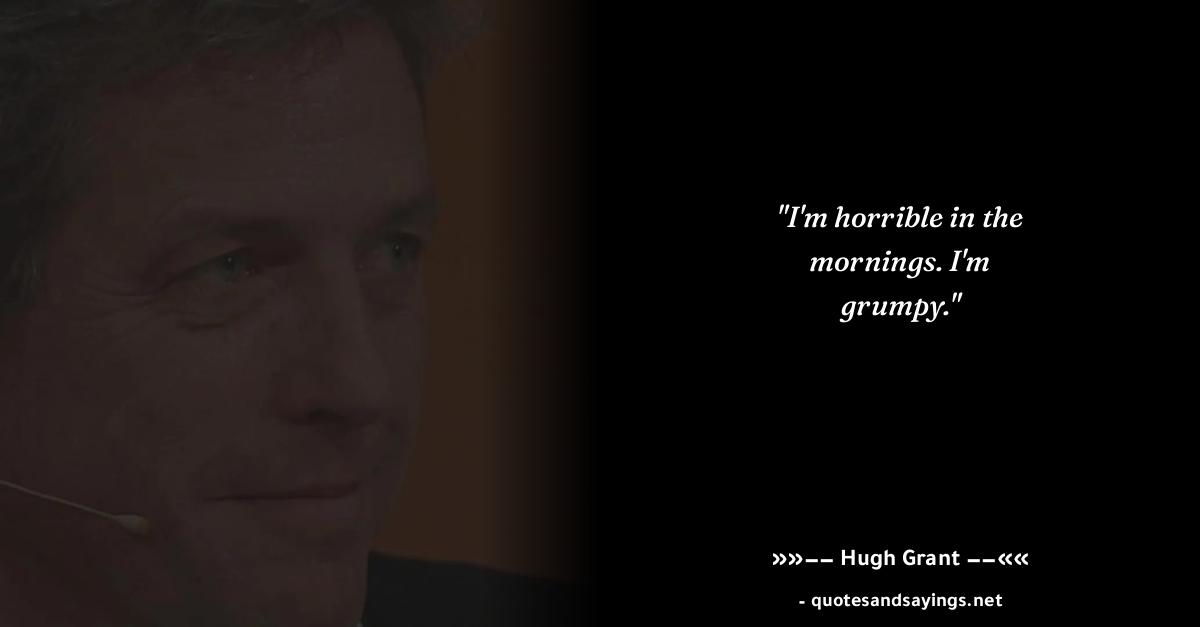 "I'm horrible in the
mornings. I'm
grumpy."
»»–– Hugh Grant ––««
- quotesandsayings.net